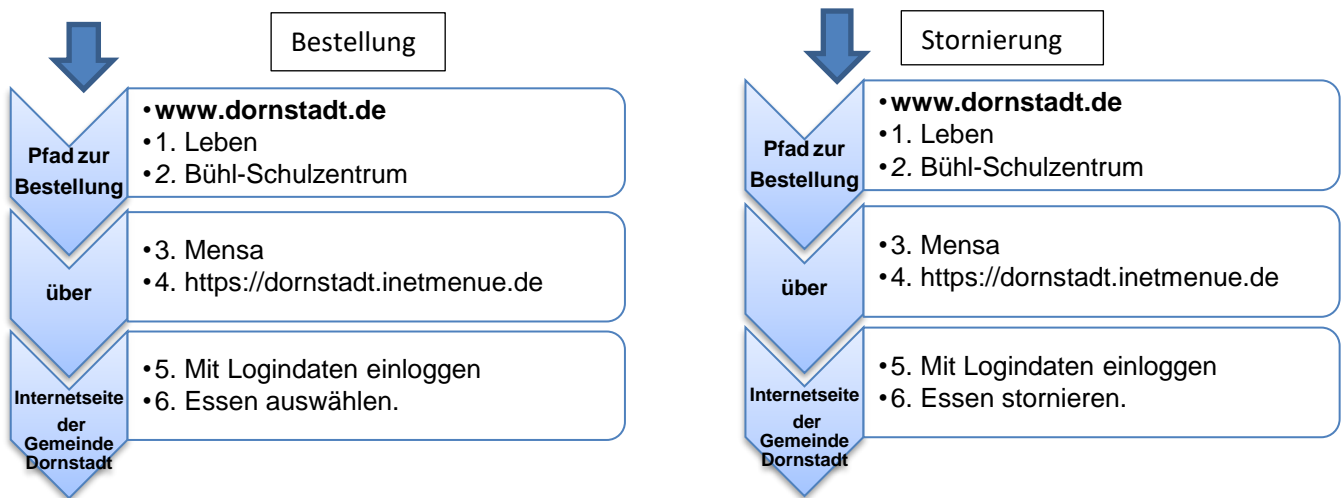 Bestellung
Pfad zur
Bestellung
•www.dornstadt.de
•1. Leben
•2. Bühl-Schulzentrum
über
•3. Mensa
•4. https://dornstadt.inetmenue.de
Internetseite
der
Gemeinde
Dornstadt
•5. Mit Logindaten einloggen
•6. Essen auswählen.
Stornierung
Pfad zur
Bestellung
•www.dornstadt.de
•1. Leben
•2. Bühl-Schulzentrum
über
•3. Mensa
•4. https://dornstadt.inetmenue.de
Internetseite
der
Gemeinde
Dornstadt
•5. Mit Logindaten einloggen
•6. Essen stornieren.